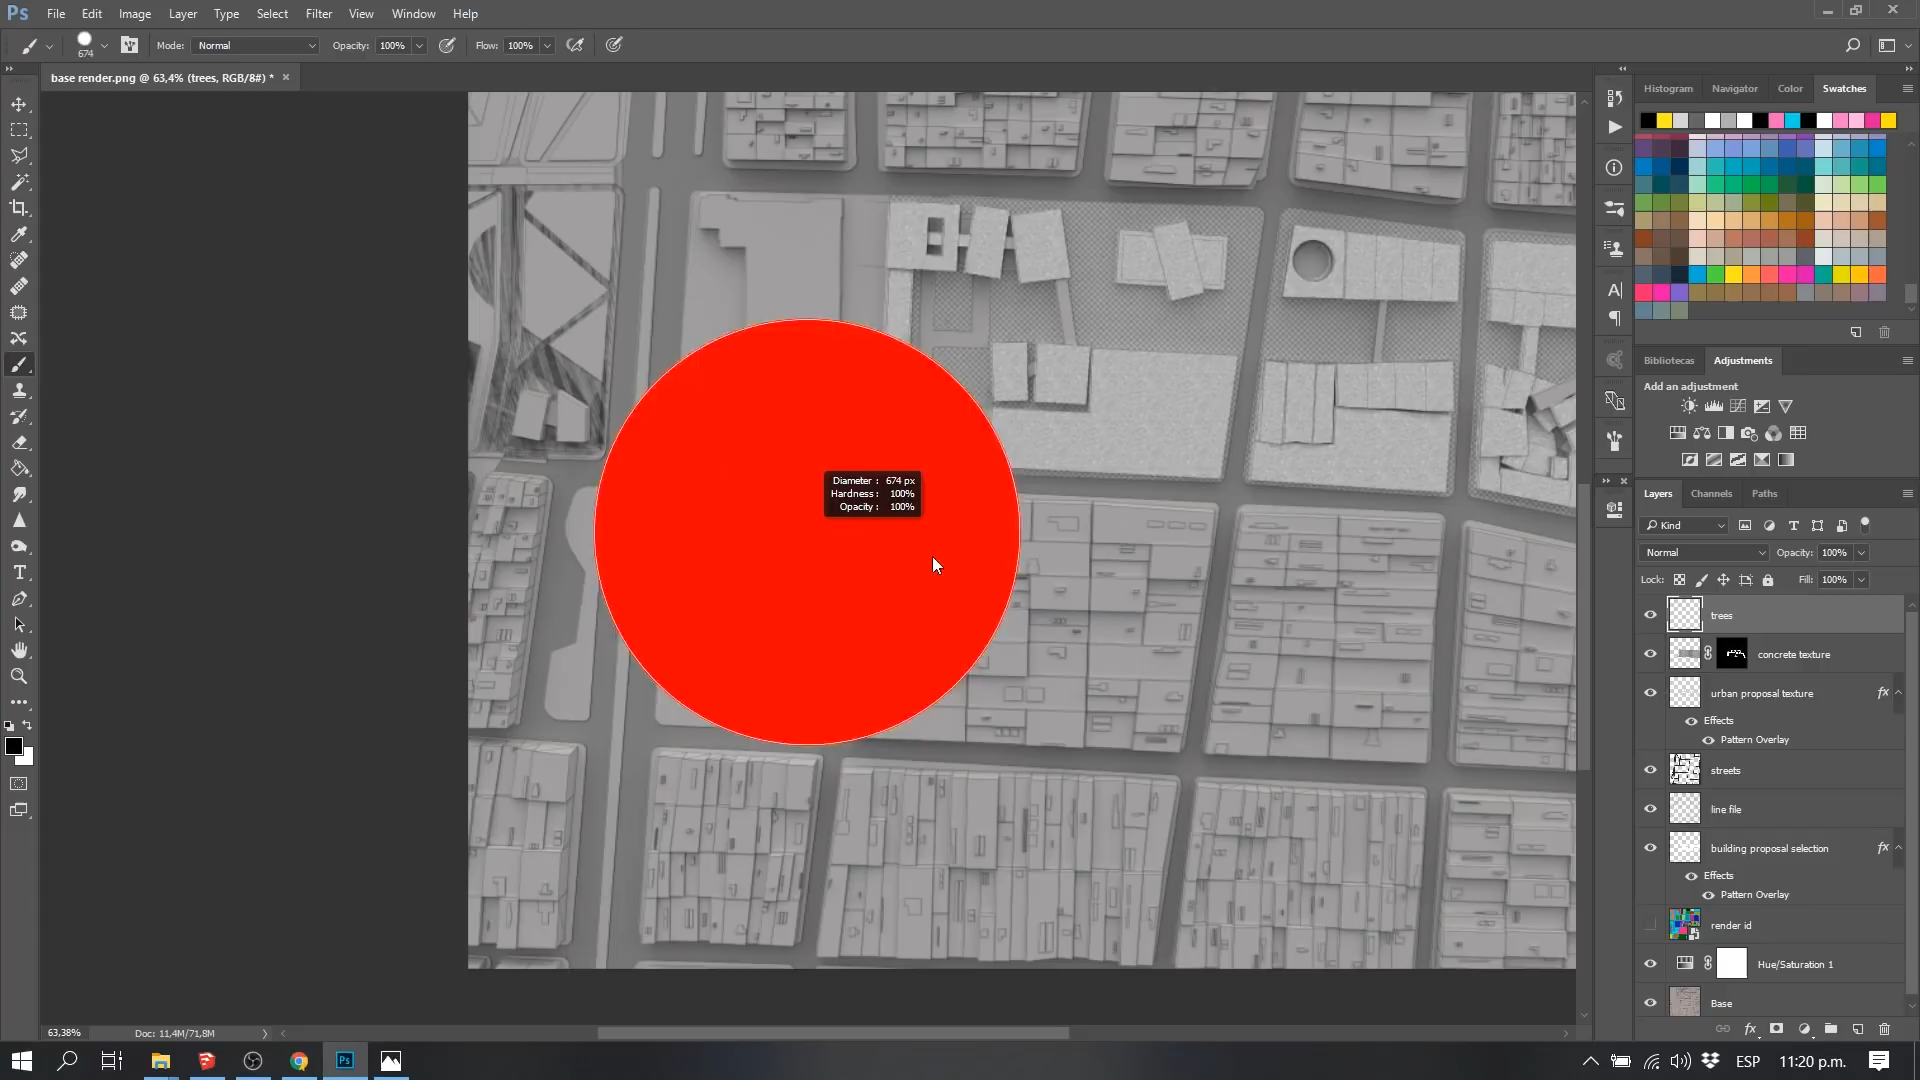 Ps File Edit Image Layer Type Select Filter 3D View Window Help
674 Mode: Normal Opacity: 100% Flow: 100%
base render.png @ 63,4% (trees, RGB/8#) * ×
Histogram Navigator Color Swatches
Bibliotecas Adjustments
Add an adjustment
Diameter : 674 px
Hardness : 100%
Opacity : 100%
Layers Channels Paths
Kind
Normal Opacity: 100%
Lock: Fill: 100%
trees
concrete texture
urban proposal texture fx
Effects
Pattern Overlay
streets
line file
building proposal selection fx
Effects
Pattern Overlay
render id
Hue/Saturation 1
Base
63,38% Doc: 11,4M/71,8M
Ps ESP 11:20 p.m.